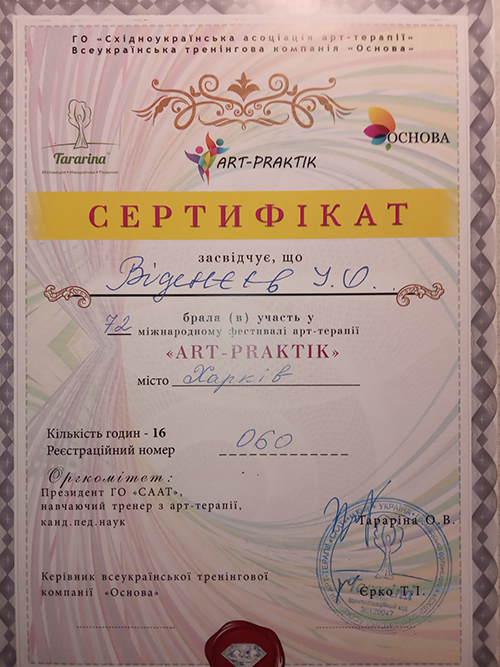 ГО «Східноукраїнська асоціація арт-терапії»
Всеукраїнська тренінгова компанія «Основа»
Tararina
ART-PRAKTIK
ОСНОВА
СЕРТИФІКАТ
засвідчує, що
І.О.
брала (в) участь у
72 міжнародному фестивалі арт-терапії
«ART-PRAKTIK»
місто Харків
Кількість годин - 16
Реєстраційний номер 060
Оргкомітет:
Президент ГО «СААТ»,
навчаючий тренер з арт-терапії,
канд.пед.наук
Тараріна О.В.
Керівник всеукраїнської тренінгової
компанії «Основа»
Єрко Т.І.